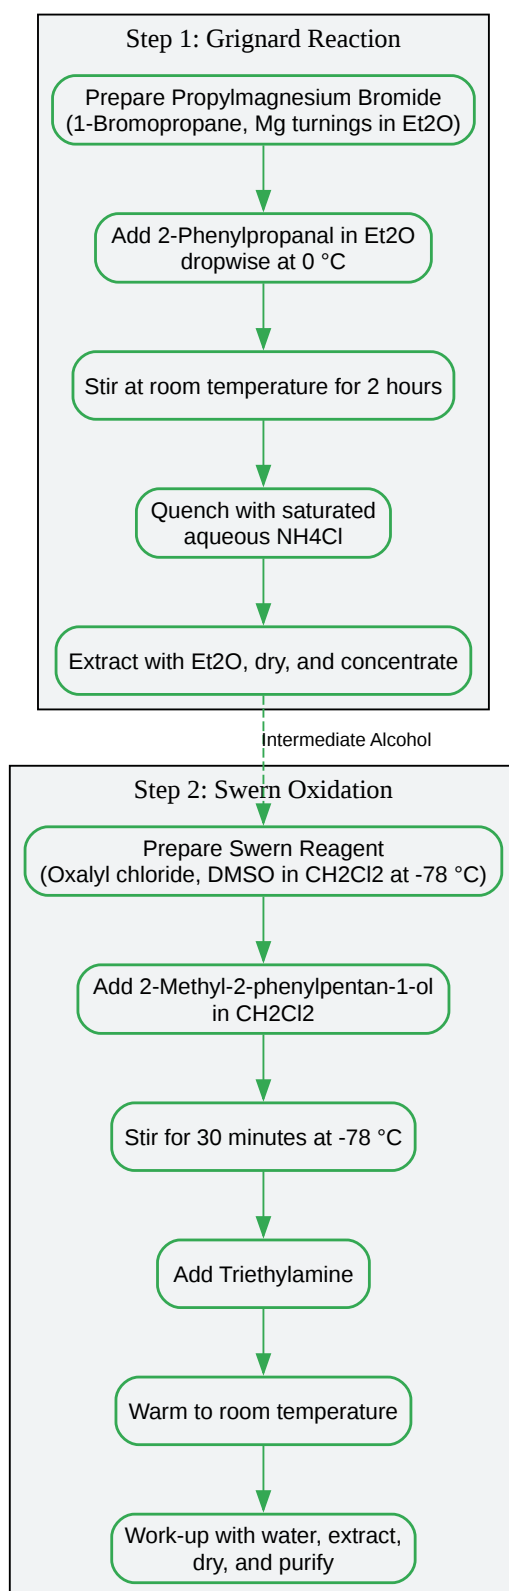 Step 1: Grignard Reaction
Prepare Propylmagnesium Bromide
(1-Bromopropane, Mg turnings in Et2O)
Add 2-Phenylpropanal in Et2O
dropwise at 0 °C
Stir at room temperature for 2 hours
Quench with saturated
aqueous NH4Cl
Extract with Et2O, dry, and concentrate
Intermediate Alcohol
Step 2: Swern Oxidation
Prepare Swern Reagent
(Oxalyl chloride, DMSO in CH2Cl2 at -78 °C)
Add 2-Methyl-2-phenylpentan-1-ol
in CH2Cl2
Stir for 30 minutes at -78 °C
Add Triethylamine
Warm to room temperature
Work-up with water, extract,
dry, and purify